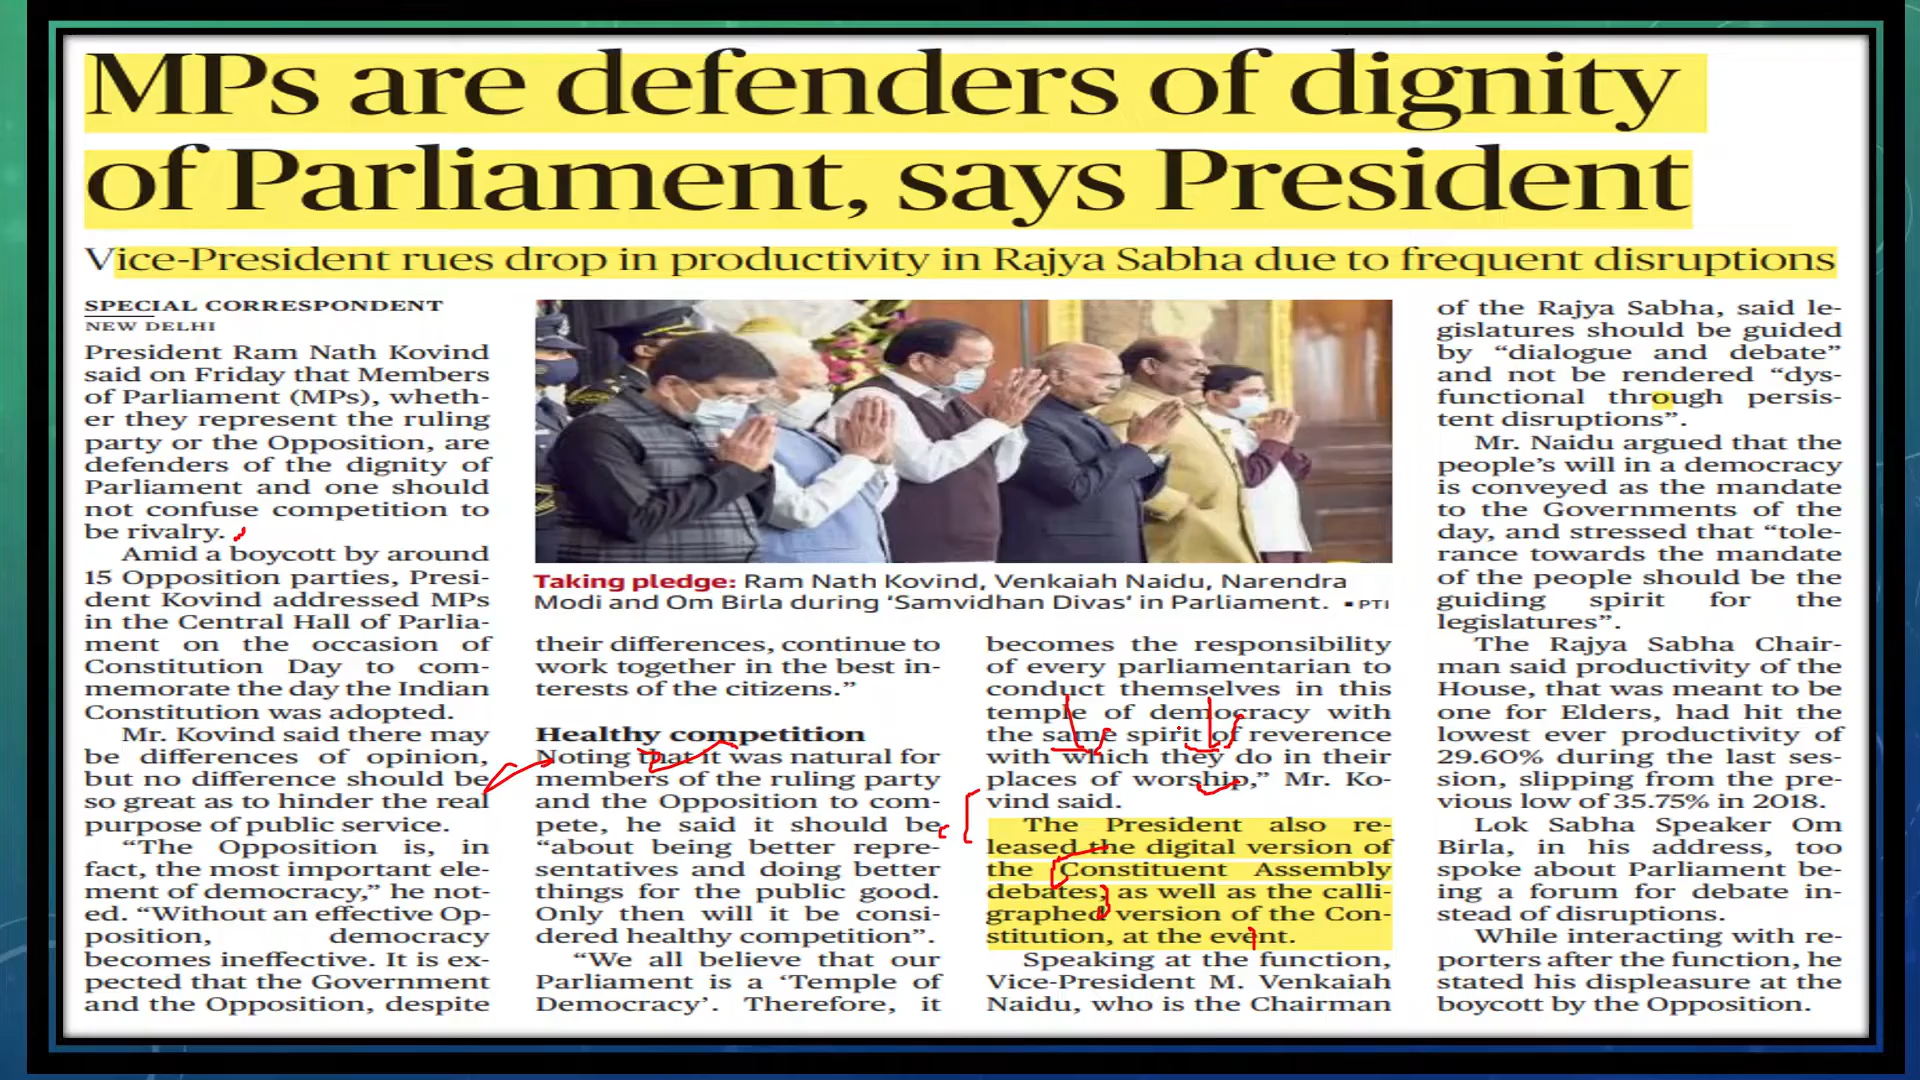 MPs are defenders of dignity
of Parliament, says President
Vice-President rues drop in productivity in Rajya Sabha due to frequent disruptions
SPECIAL CORRESPONDENT
NEW DELHI
President Ram Nath Kovind
said on Friday that Members
of Parliament (MPs), wheth-
er they represent the ruling
party or the Opposition, are
defenders of the dignity of
Parliament and one should
not confuse competition to
be rivalry.
Amid a boycott by around
15 Opposition parties, Presi-
dent Kovind addressed MPs
in the Central Hall of Parlia-
ment on the occasion of
Constitution Day to com-
memorate the day the Indian
Constitution was adopted.
Mr. Kovind said there may
be differences of opinion,
but no difference should be
so great as to hinder the real
purpose of public service.
“The Opposition is, in
fact, the most important ele-
ment of democracy,” he not-
ed. “Without an effective Op-
position, democracy
becomes ineffective. It is ex-
pected that the Government
and the Opposition, despite
Taking pledge: Ram Nath Kovind, Venkaiah Naidu, Narendra
Modi and Om Birla during ‘Samvidhan Divas’ in Parliament. ▪ PTI
their differences, continue to
work together in the best in-
terests of the citizens.”
Healthy competition
Noting that it was natural for
members of the ruling party
and the Opposition to com-
pete, he said it should be
“about being better repre-
sentatives and doing better
things for the public good.
Only then will it be consi-
dered healthy competition”.
“We all believe that our
Parliament is a ‘Temple of
Democracy’. Therefore, it
becomes the responsibility
of every parliamentarian to
conduct themselves in this
temple of democracy with
the same spirit of reverence
with which they do in their
places of worship,” Mr. Ko-
vind said.
The President also re-
leased the digital version of
the Constituent Assembly
debates, as well as the calli-
graphed version of the Con-
stitution, at the event.
Speaking at the function,
Vice-President M. Venkaiah
Naidu, who is the Chairman
of the Rajya Sabha, said le-
gislatures should be guided
by “dialogue and debate”
and not be rendered “dys-
functional through persis-
tent disruptions”.
Mr. Naidu argued that the
people’s will in a democracy
is conveyed as the mandate
to the Governments of the
day, and stressed that “tole-
rance towards the mandate
of the people should be the
guiding spirit for the
legislatures”.
The Rajya Sabha Chair-
man said productivity of the
House, that was meant to be
one for Elders, had hit the
lowest ever productivity of
29.60% during the last ses-
sion, slipping from the pre-
vious low of 35.75% in 2018.
Lok Sabha Speaker Om
Birla, in his address, too
spoke about Parliament be-
ing a forum for debate in-
stead of disruptions.
While interacting with re-
porters after the function, he
stated his displeasure at the
boycott by the Opposition.